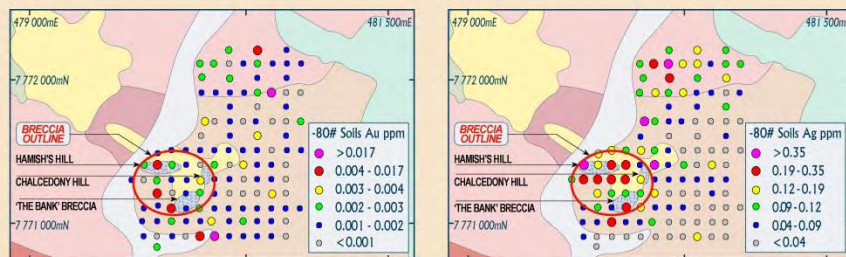 479 000mE
481 500mE
7 772 000mN
BRECCIA
OUTLINE
HAMISH'S HILL
CHALCEDONY HILL
'THE BANK' BRECCIA
7 771 000mN
-80# Soils Au ppm
>0.017
0.004 - 0.017
0.003 - 0.004
0.002 - 0.003
0.001 - 0.002
<0.001
479 000mE
481 500mE
7 772 000mN
BRECCIA
OUTLINE
HAMISH'S HILL
CHALCEDONY HILL
'THE BANK' BRECCIA
7 771 000mN
-80# Soils Ag ppm
>0.35
0.19-0.35
0.12-0.19
0.09-0.12
0.04-0.09
<0.04